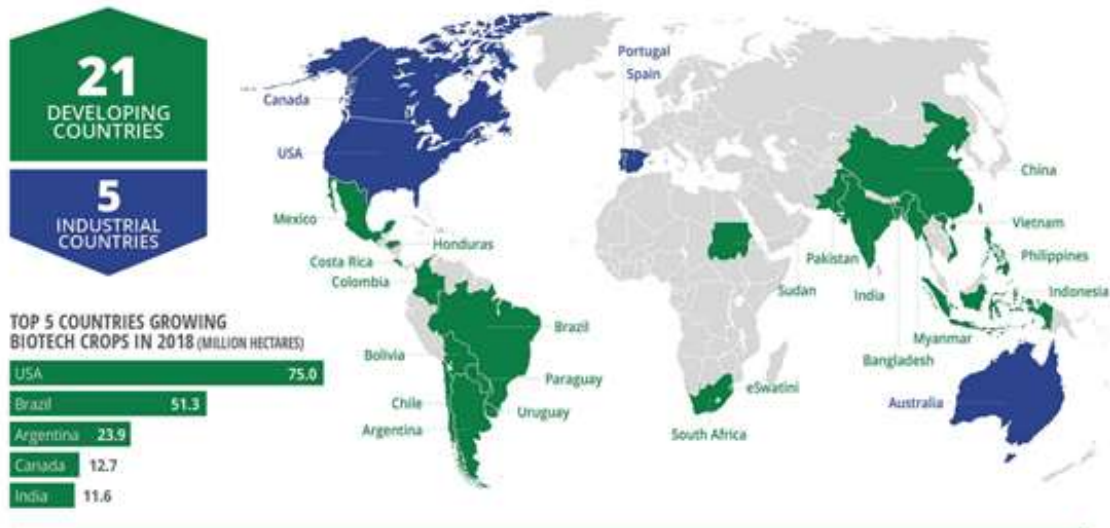 21
DEVELOPING
COUNTRIES
5
INDUSTRIAL
COUNTRIES
TOP 5 COUNTRIES GROWING
BIOTECH CROPS IN 2018 (MILLION HECTARES)
USA 75.0
Brazil 51.3
Argentina 23.9
Canada 12.7
India 11.6
Canada
USA
Mexico
Honduras
Costa Rica
Colombia
Brazil
Bolivia
Paraguay
Chile
Uruguay
Argentina
Portugal
Spain
Sudan
eSwatini
South Africa
China
Vietnam
Pakistan
Philippines
India
Indonesia
Myanmar
Bangladesh
Australia